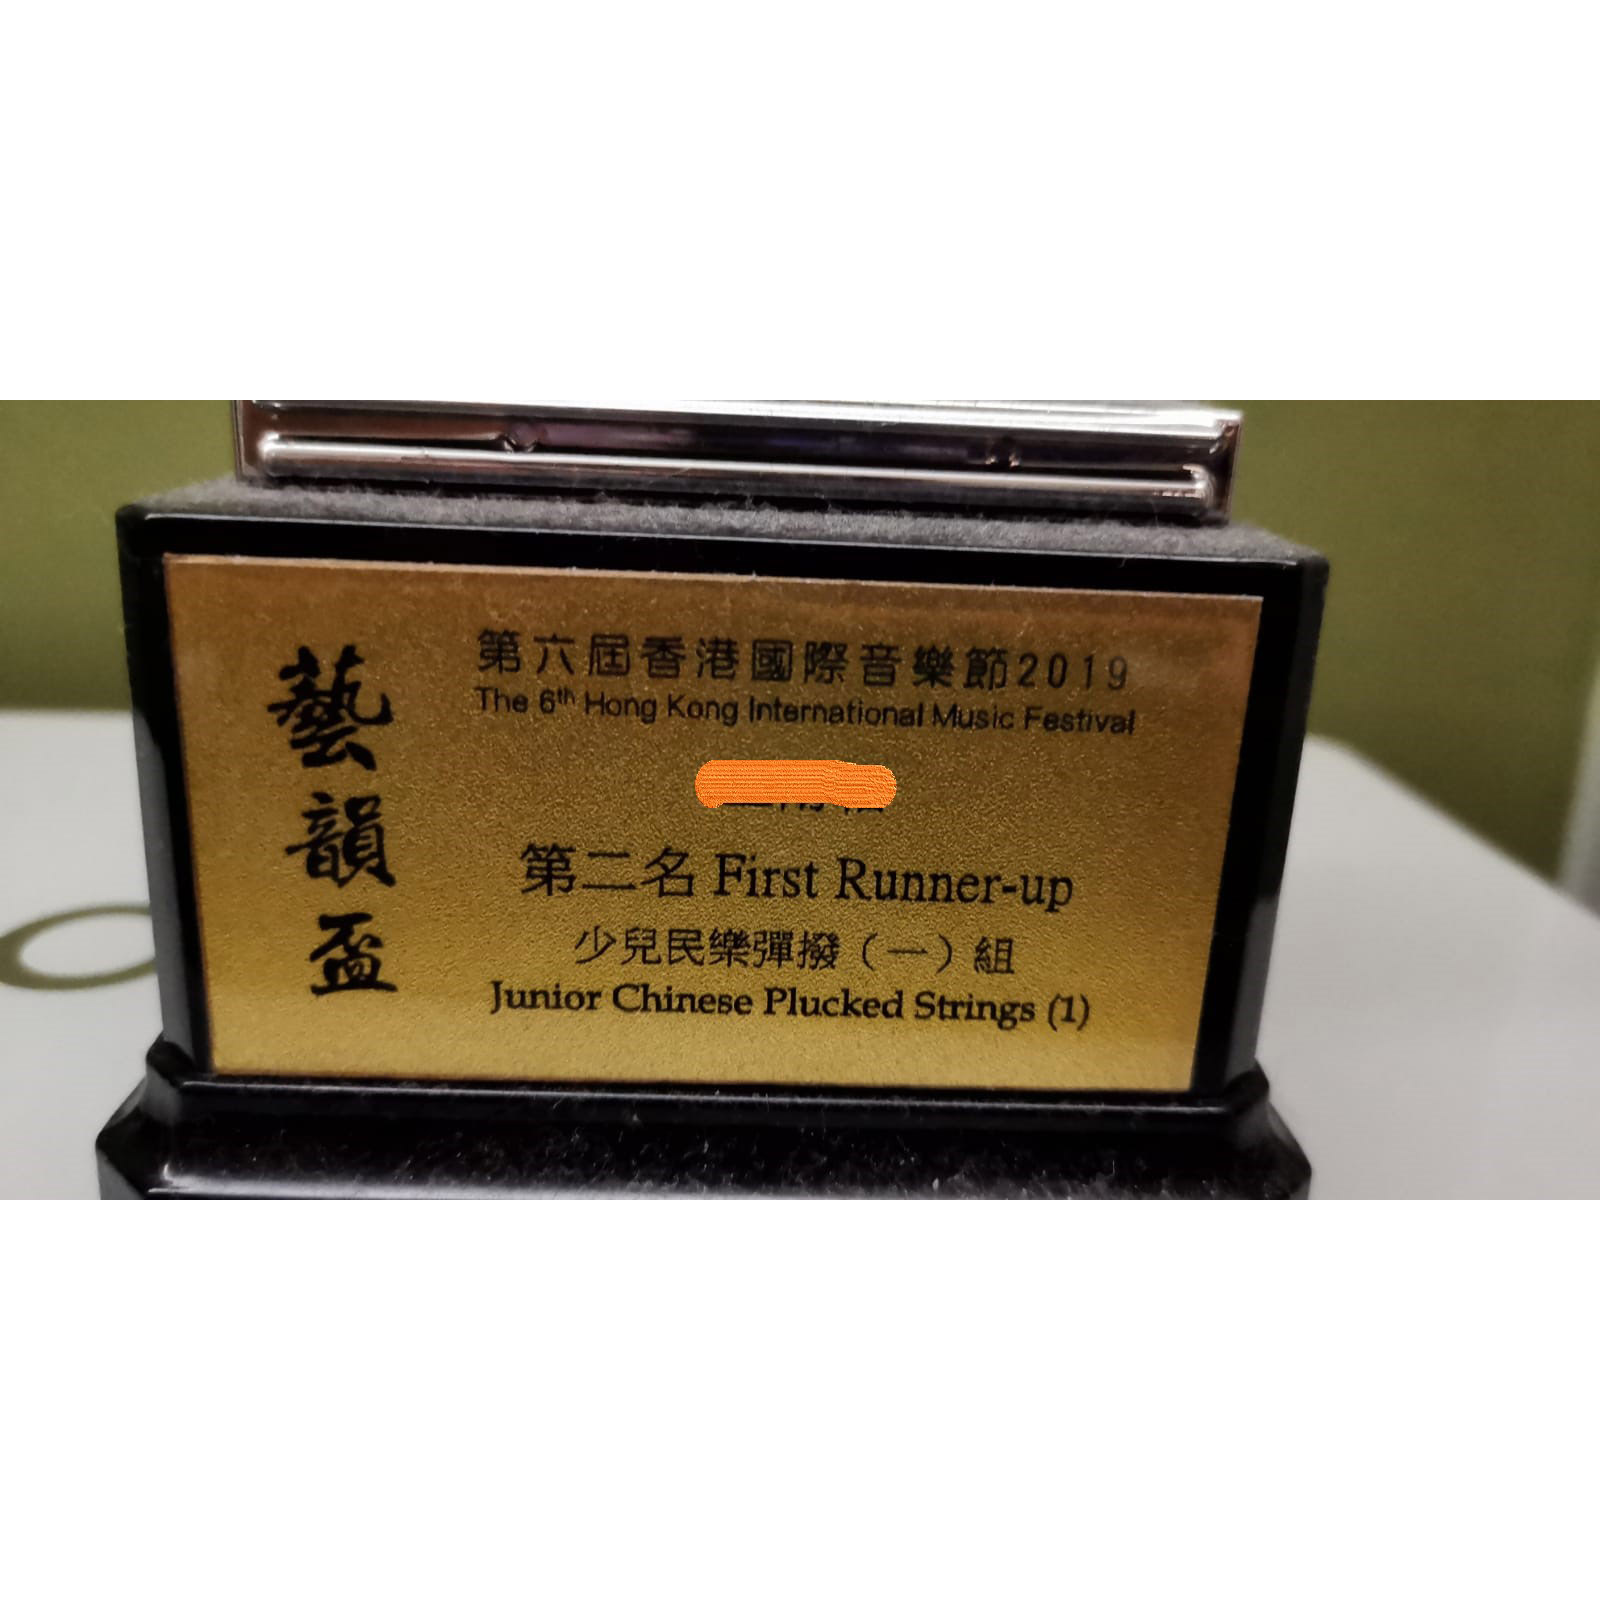 藝韻盃
第六屆香港國際音樂節2019
The 6th Hong Kong International Music Festival
第二名 First Runner-up
少兒民樂彈撥（一）組
Junior Chinese Plucked Strings (1)